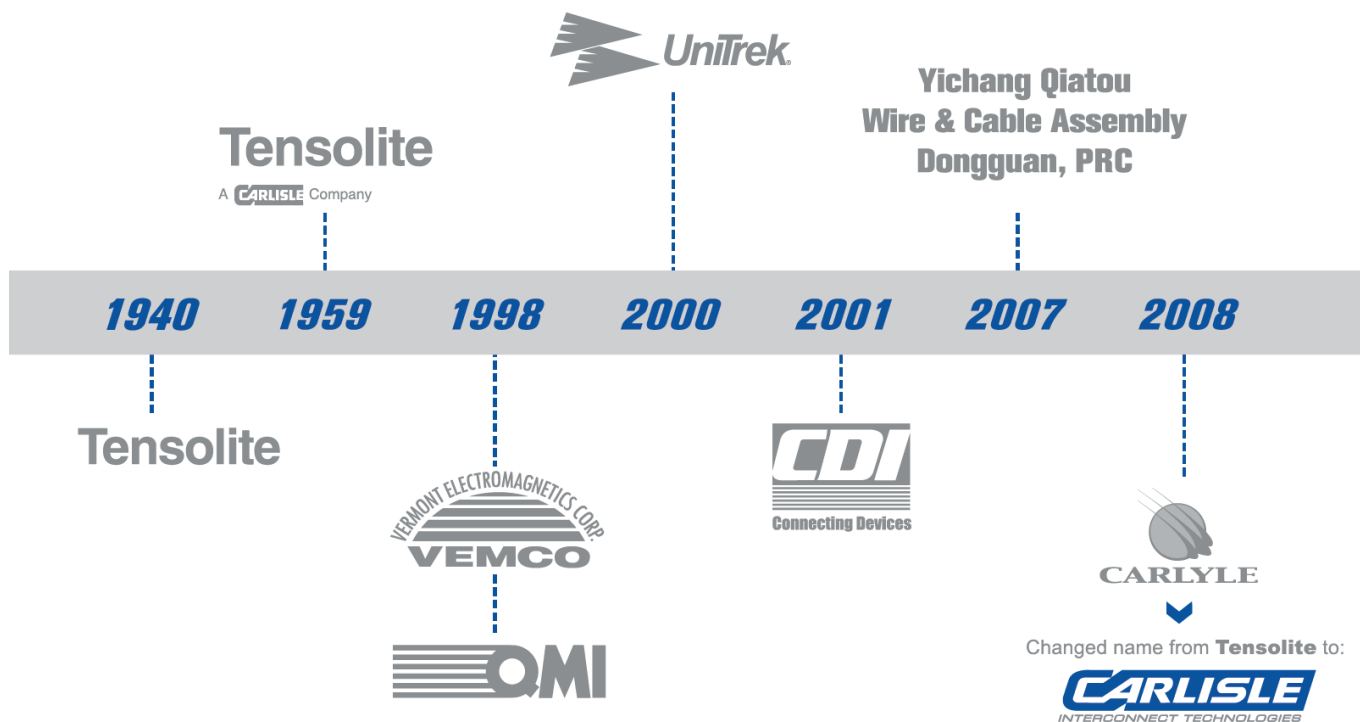 UniTrek®
Yichang Qiatou
Wire & Cable Assembly
Dongguan, PRC
Tensolite
A CARLISLE Company
1940 1959 1998 2000 2001 2007 2008
Tensolite
VERMONT ELECTROMAGNETICS CORP.
VEMCO
QMI
CDI
Connecting Devices
CARLYLE
Changed name from Tensolite to:
CARLISLE
INTERCONNECT TECHNOLOGIES